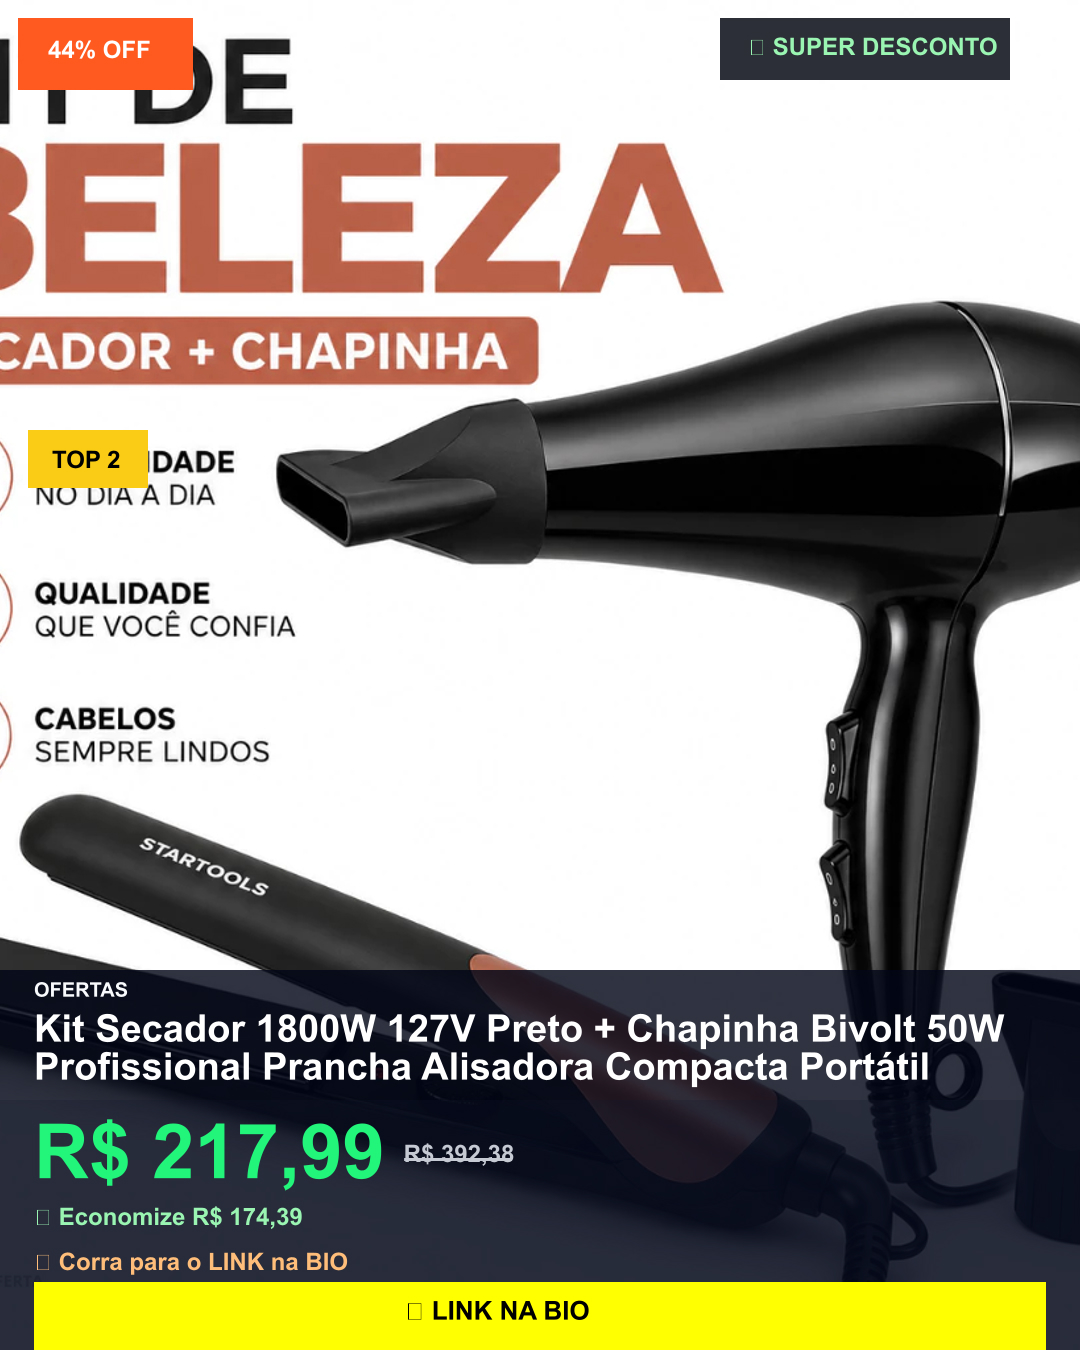 44% OFF
SUPER DESCONTO
DE
BELEZA
CADOR + CHAPINHA
TOP 2
IDADE
NO DIA A DIA
QUALIDADE
QUE VOCÊ CONFIA
CABELOS
SEMPRE LINDOS
STARTOOLS
OFERTAS
Kit Secador 1800W 127V Preto + Chapinha Bivolt 50W
Profissional Prancha Alisadora Compacta Portátil
R$ 217,99 R$ 392,38
Economize R$ 174,39
Corra para o LINK na BIO
LINK NA BIO